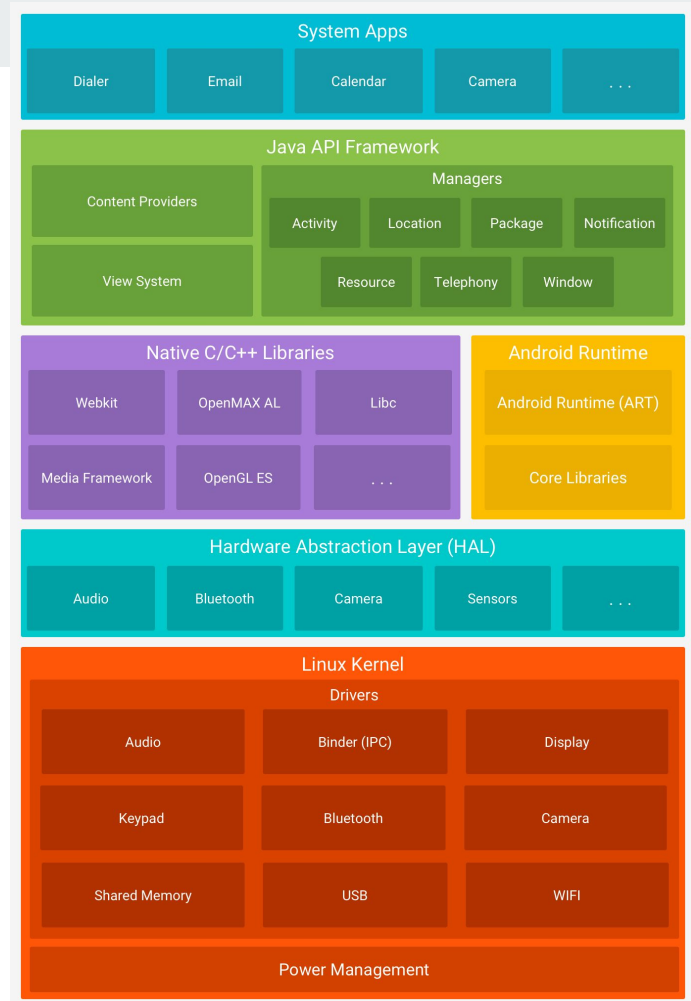 System Apps
Dialer
Email
Calendar
Camera
. . .
Java API Framework
Content Providers
View System
Managers
Activity
Location
Package
Notification
Resource
Telephony
Window
Native C/C++ Libraries
Webkit
OpenMAX AL
Libc
Media Framework
OpenGL ES
. . .
Android Runtime
Android Runtime (ART)
Core Libraries
Hardware Abstraction Layer (HAL)
Audio
Bluetooth
Camera
Sensors
. . .
Linux Kernel
Drivers
Audio
Binder (IPC)
Display
Keypad
Bluetooth
Camera
Shared Memory
USB
WIFI
Power Management